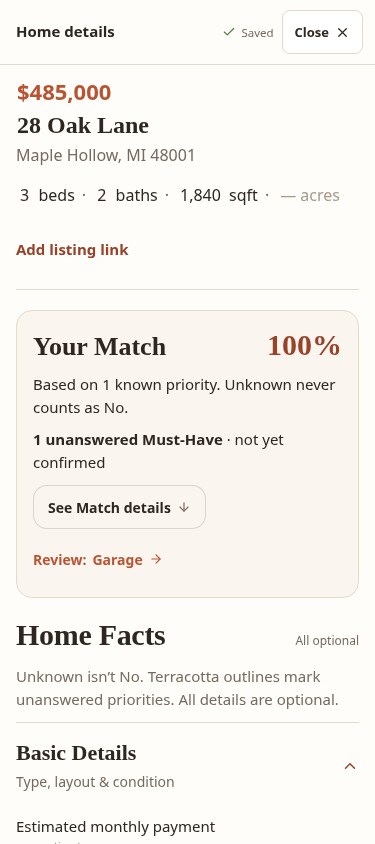 Home details
Saved
Close
$485,000
28 Oak Lane
Maple Hollow, MI 48001
3 beds · 2 baths · 1,840 sqft · — acres
Add listing link
Your Match 100%
Based on 1 known priority. Unknown never
counts as No.
1 unanswered Must-Have · not yet
confirmed
See Match details ↓
Review: Garage →
Home Facts
All optional
Unknown isn’t No. Terracotta outlines mark
unanswered priorities. All details are optional.
Basic Details
Type, layout & condition
Estimated monthly payment